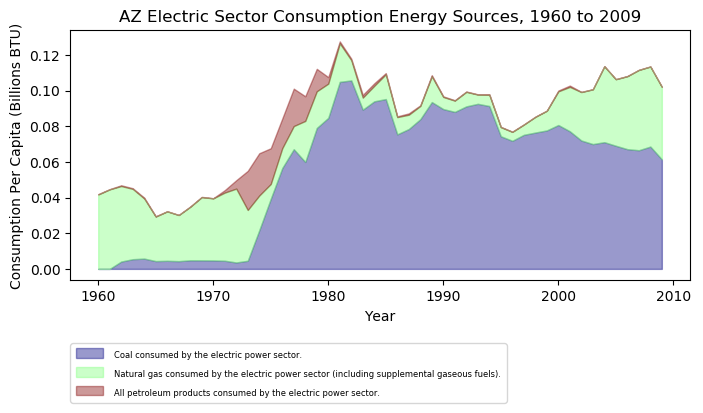 AZ Electric Sector Consumption Energy Sources, 1960 to 2009
Consumption Per Capita (Billions BTU)
0.12
0.10
0.08
0.06
0.04
0.02
0.00
1960 1970 1980 1990 2000 2010
Year
Coal consumed by the electric power sector.
Natural gas consumed by the electric power sector (including supplemental gaseous fuels).
All petroleum products consumed by the electric power sector.